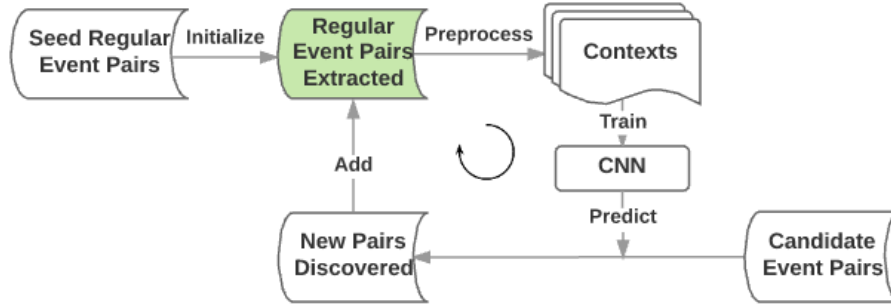 Seed Regular
Event Pairs
Initialize
Regular
Event Pairs
Extracted
Preprocess
Contexts
Train
CNN
Predict
Add
New Pairs
Discovered
Candidate
Event Pairs